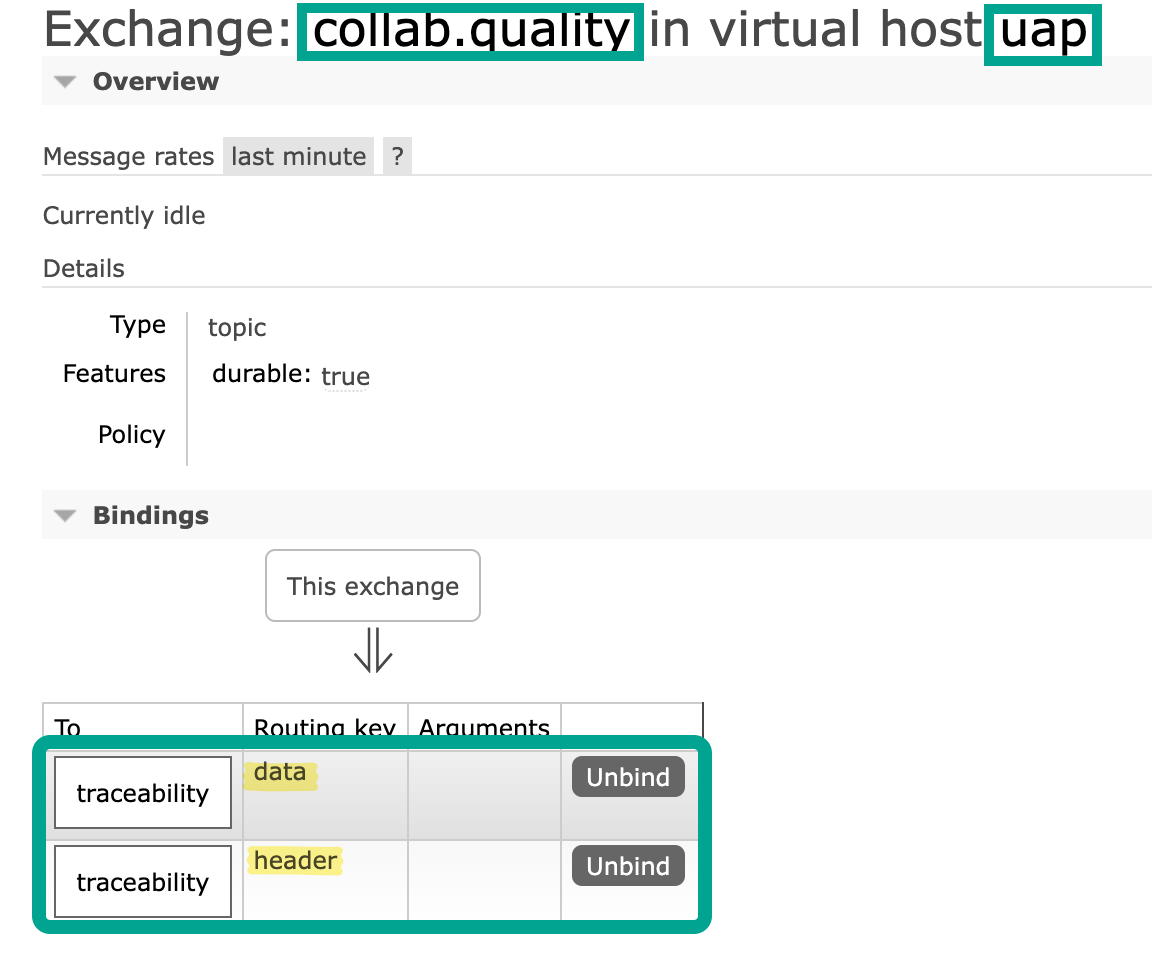 Exchange: collab.quality in virtual host uap
Overview
Message rates last minute ?
Currently idle
Details
Type topic
Features durable: true
Policy
Bindings
This exchange
To Routing key Arguments
traceability data Unbind
traceability header Unbind